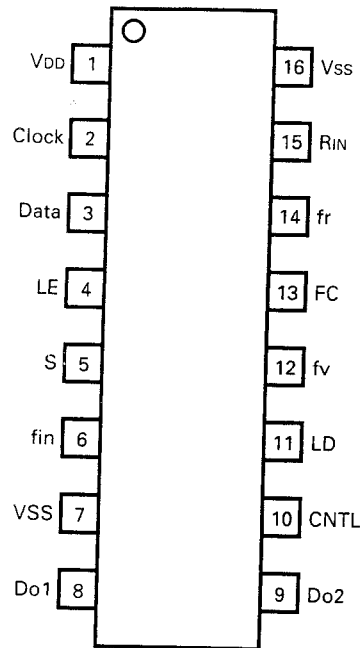 VDD 1 16 Vss
Clock 2 15 RIN
Data 3 14 fr
LE 4 13 FC
S 5 12 fv
fin 6 11 LD
VSS 7 10 CNTL
Do1 8 9 Do2